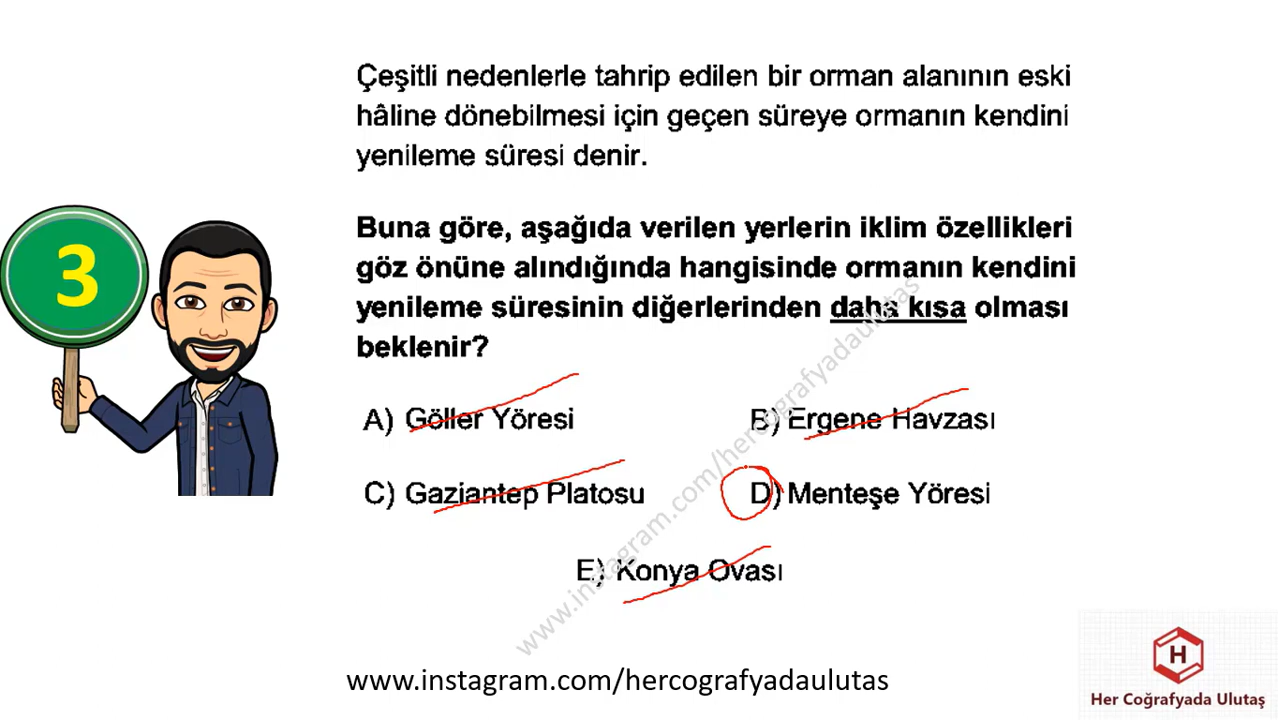 3
Çeşitli nedenlerle tahrip edilen bir orman alanının eski
hâline dönebilmesi için geçen süreye ormanın kendini
yenileme süresi denir.
Buna göre, aşağıda verilen yerlerin iklim özellikleri
göz önüne alındığında hangisinde ormanın kendini
yenileme süresinin diğerlerinden daha kısa olması
beklenir?
A) Göller Yöresi
B) Ergene Havzası
C) Gaziantep Platosu
D) Menteşe Yöresi
E) Konya Ovası
www.instagram.com/hercografyadaulutas
www.instagram.com/hercografyadaulutas
H
Her Coğrafyada Ulutaş